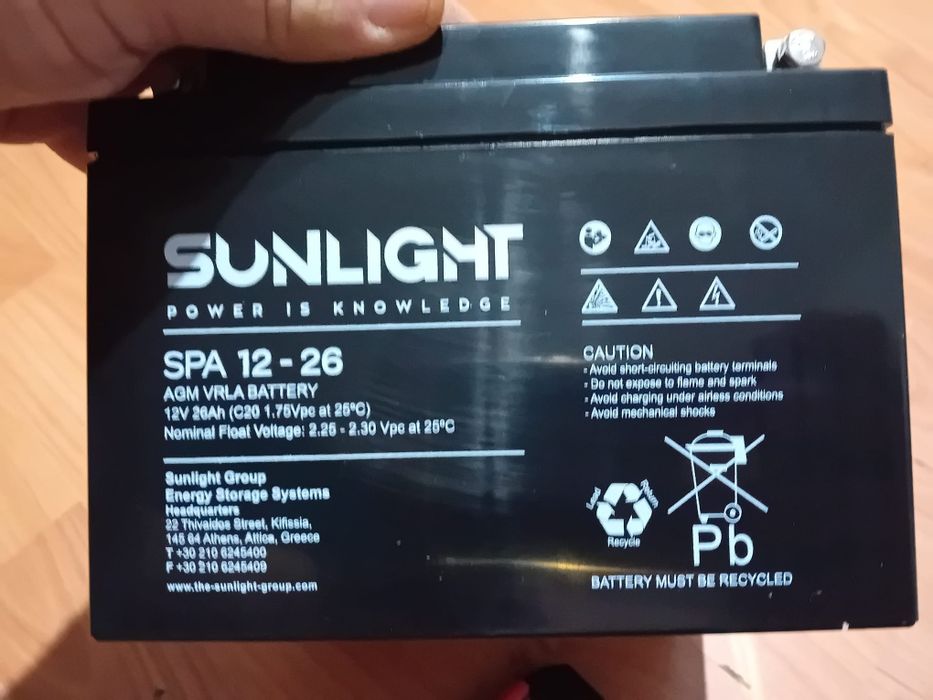 SUNLIGHT
POWER IS KNOWLEDGE
SPA 12 - 26
AGM VRLA BATTERY
12V 26Ah (C20 1.75Vpc at 25ºC)
Nominal Float Voltage: 2.25 - 2.30 Vpc at 25ºC
Sunlight Group
Energy Storage Systems
Headquarters
22 Thivaidos Street, Kifissia,
145 64 Athens, Attica, Greece
T +30 210 6245400
F +30 210 6245409
www.the-sunlight-group.com
CAUTION
- Avoid short-circuiting battery terminals
- Do not expose to flame and spark
- Avoid charging under airless conditions
- Avoid mechanical shocks
Lead
Return
Recycle
Pb
BATTERY MUST BE RECYCLED